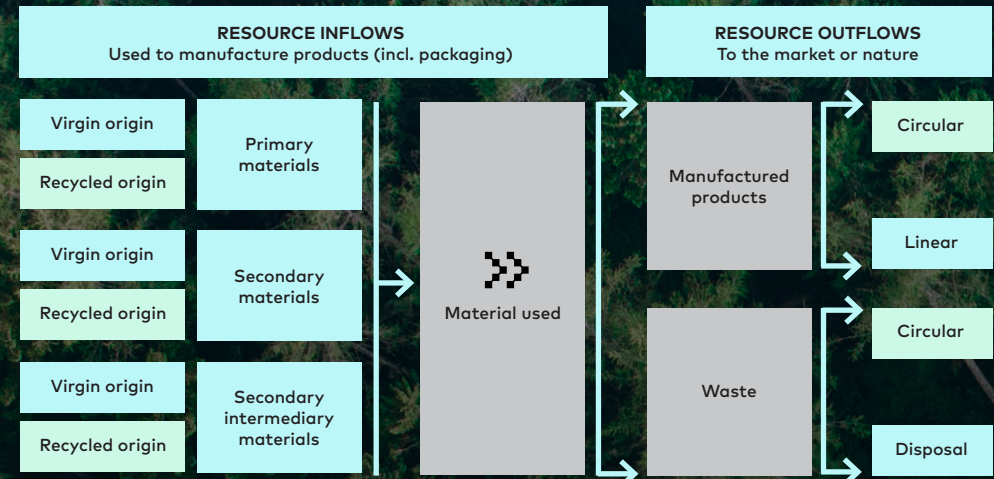 RESOURCE INFLOWS
Used to manufacture products (incl. packaging)
RESOURCE OUTFLOWS
To the market or nature
Virgin origin
Recycled origin
Primary
materials
Virgin origin
Recycled origin
Secondary
materials
Virgin origin
Recycled origin
Secondary
intermediary
materials
Material used
Manufactured
products
Circular
Linear
Waste
Circular
Disposal